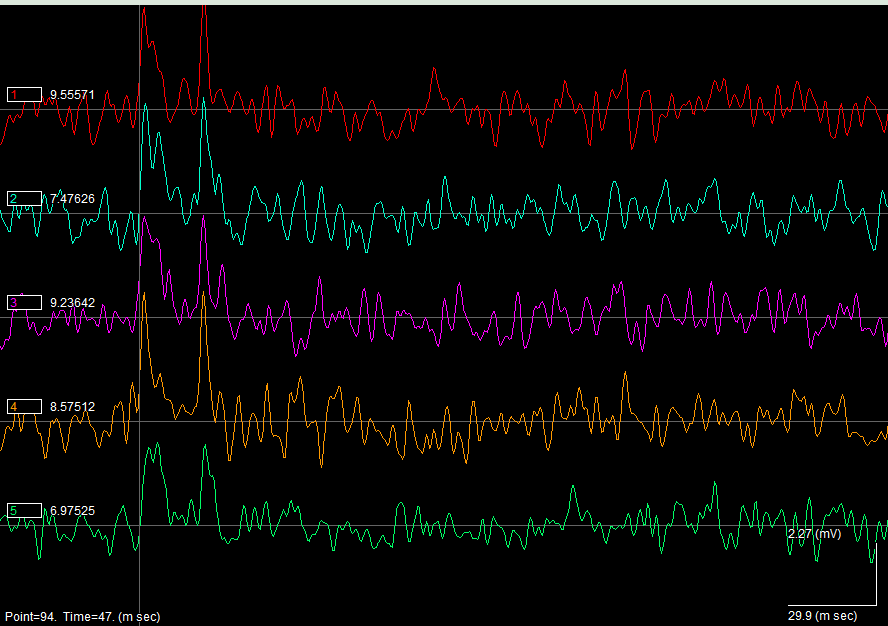 1 9.55571
2 7.47626
3 9.23642
4 8.57512
5 6.97525
2.27 (mV)
Point=94. Time=47. (m sec)
29.9 (m sec)